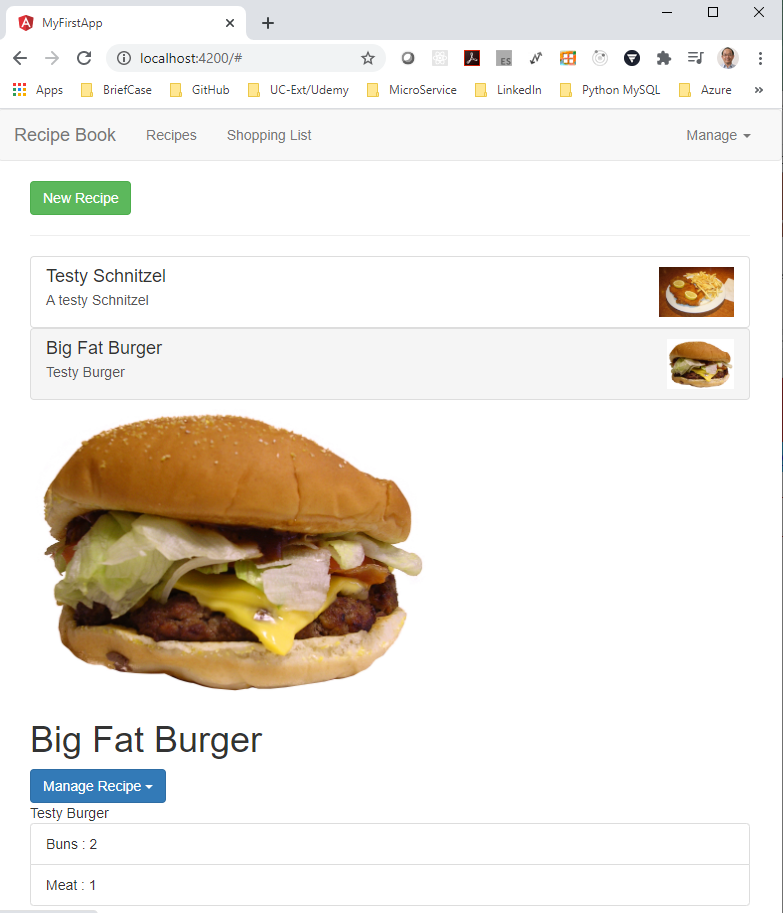 MyFirstApp
localhost:4200/#
ES
Apps BriefCase GitHub UC-Ext/Udemy MicroService LinkedIn Python MySQL Azure »
Recipe Book Recipes Shopping List Manage
New Recipe
Testy Schnitzel
A testy Schnitzel
Big Fat Burger
Testy Burger
Big Fat Burger
Manage Recipe
Testy Burger
Buns : 2
Meat : 1